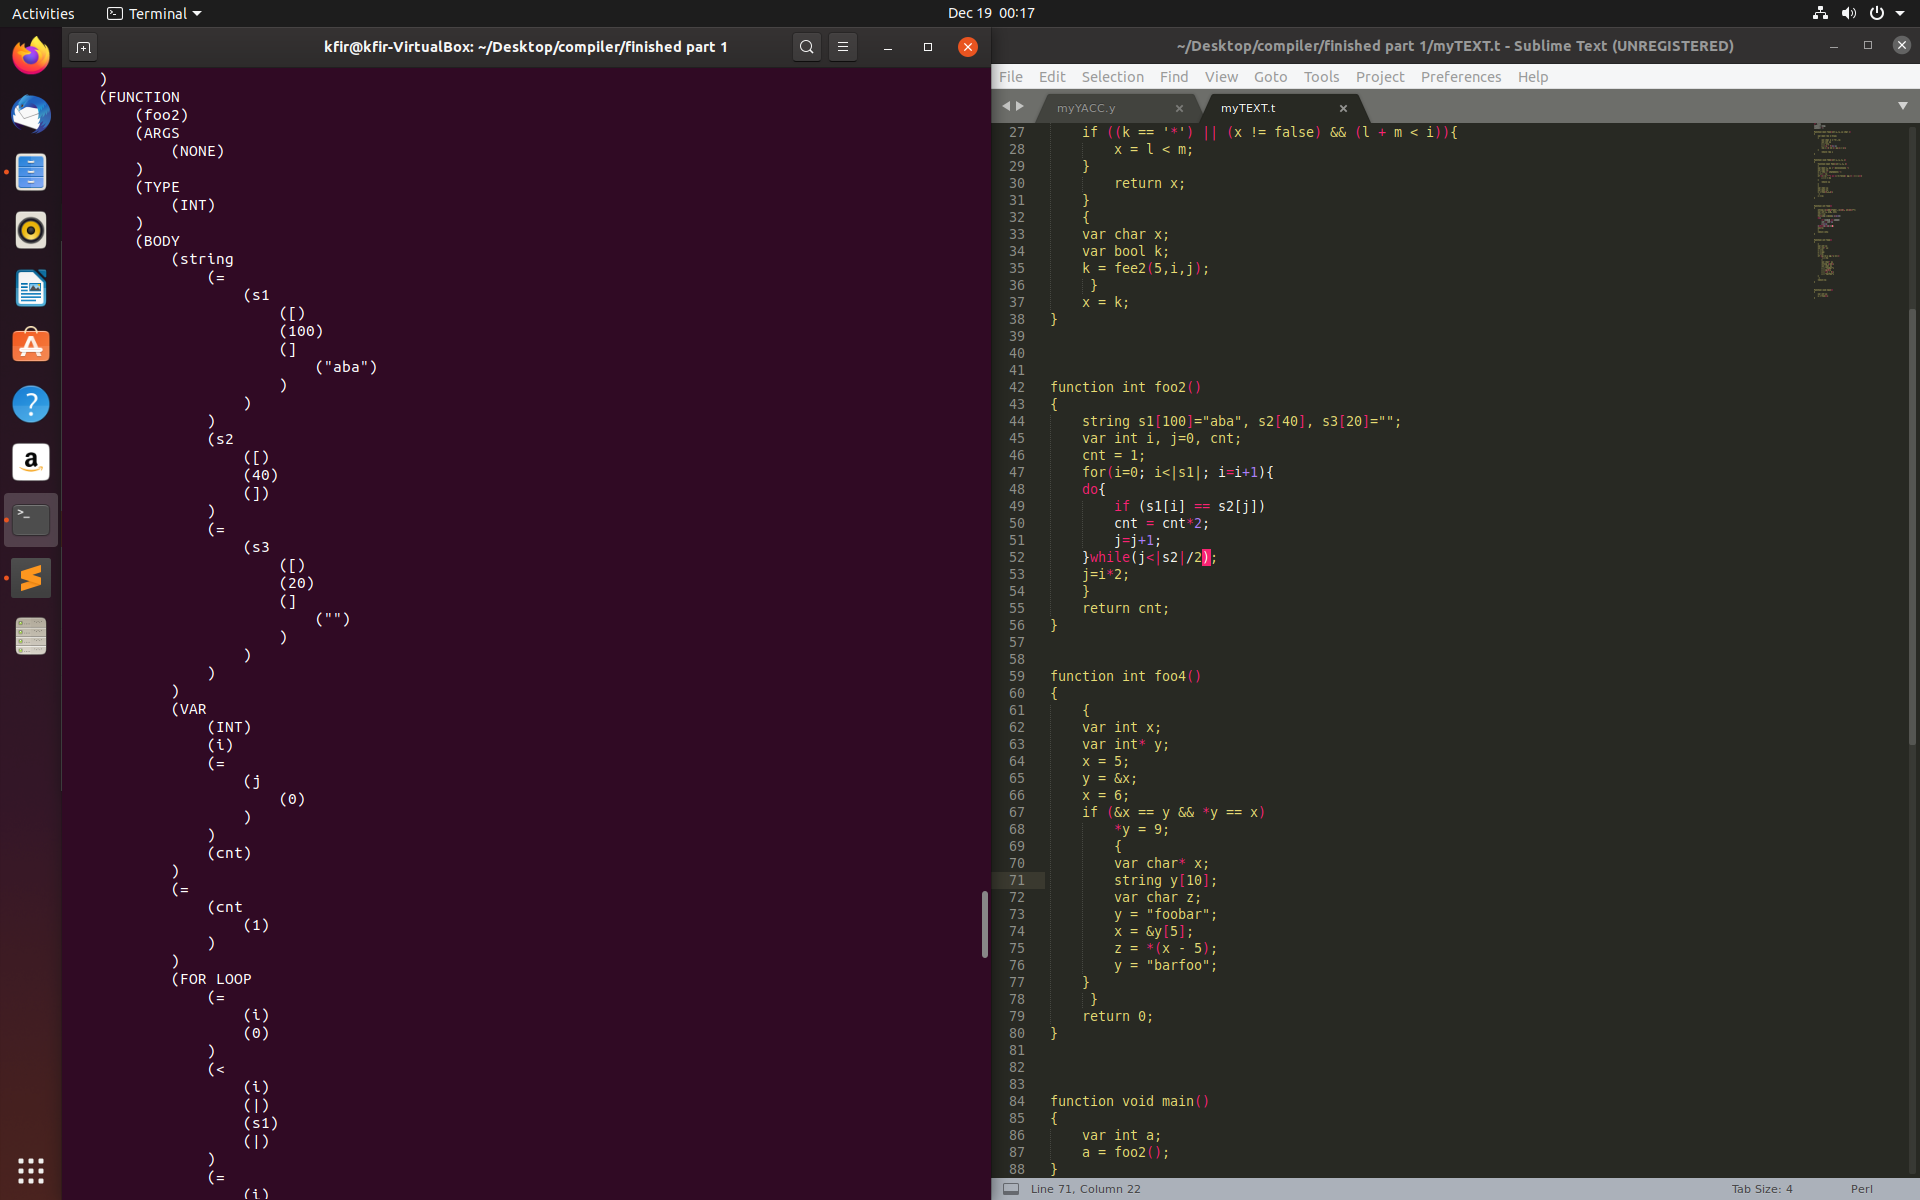 Activities
Terminal
Dec 19 00:17
kfir@kfir-VirtualBox: ~/Desktop/compiler/finished part 1
)
(FUNCTION
(foo2)
(ARGS
(NONE)
)
(TYPE
(INT)
)
(BODY
(string
(=
(s1
([)
(100)
(]
("aba")
)
)
)
(s2
([)
(40)
(])
)
(=
(s3
([)
(20)
(]
("")
)
)
)
)
(VAR
(INT)
(i)
(=
(j
(0)
)
)
(cnt)
)
(=
(cnt
(1)
)
)
(FOR LOOP
(=
(i)
(0)
)
(<
(i)
(|)
(s1)
(|)
)
(=
(i)
~/Desktop/compiler/finished part 1/myTEXT.t - Sublime Text (UNREGISTERED)
File Edit Selection Find View Goto Tools Project Preferences Help
myYACC.y
myTEXT.t
27 if ((k == '*') || (x != false) && (l + m < i)){
28 x = l < m;
29 }
30 return x;
31 }
32 {
33 var char x;
34 var bool k;
35 k = fee2(5,i,j);
36 }
37 x = k;
38 }
39
40
41
42 function int foo2()
43 {
44 string s1[100]="aba", s2[40], s3[20]="";
45 var int i, j=0, cnt;
46 cnt = 1;
47 for(i=0; i<|s1|; i=i+1){
48 do{
49 if (s1[i] == s2[j])
50 cnt = cnt*2;
51 j=j+1;
52 }while(j<|s2|/2);
53 j=i*2;
54 }
55 return cnt;
56 }
57
58
59 function int foo4()
60 {
61 {
62 var int x;
63 var int* y;
64 x = 5;
65 y = &x;
66 x = 6;
67 if (&x == y && *y == x)
68 *y = 9;
69 {
70 var char* x;
71 string y[10];
72 var char z;
73 y = "foobar";
74 x = &y[5];
75 z = *(x - 5);
76 y = "barfoo";
77 }
78 }
79 return 0;
80 }
81
82
83
84 function void main()
85 {
86 var int a;
87 a = foo2();
88 }
Line 71, Column 22
Tab Size: 4
Perl